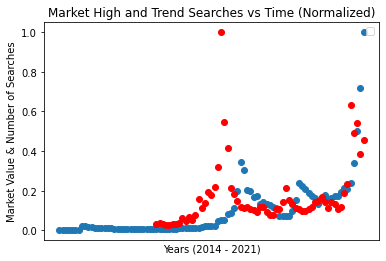 Market High and Trend Searches vs Time (Normalized)
Market Value & Number of Searches
1.0
0.8
0.6
0.4
0.2
0.0
Years (2014 - 2021)